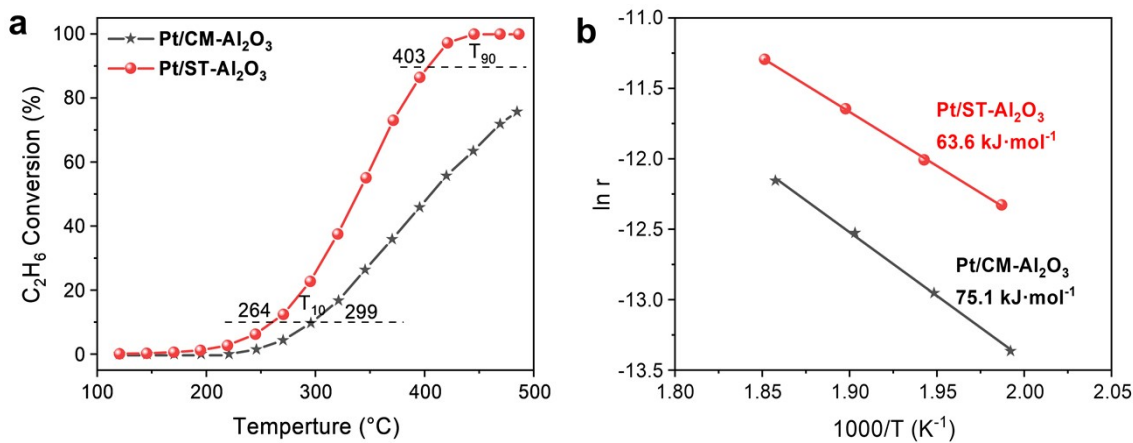 a
Pt/CM-Al₂O₃
Pt/ST-Al₂O₃
403
T₉₀
264
T₁₀
299
C₂H₆ Conversion (%)
100
80
60
40
20
0
100
200
300
400
500
Temperture (°C)
b
Pt/ST-Al₂O₃
63.6 kJ·mol⁻¹
Pt/CM-Al₂O₃
75.1 kJ·mol⁻¹
ln r
-11.0
-11.5
-12.0
-12.5
-13.0
-13.5
1.80
1.85
1.90
1.95
2.00
2.05
1000/T (K⁻¹)